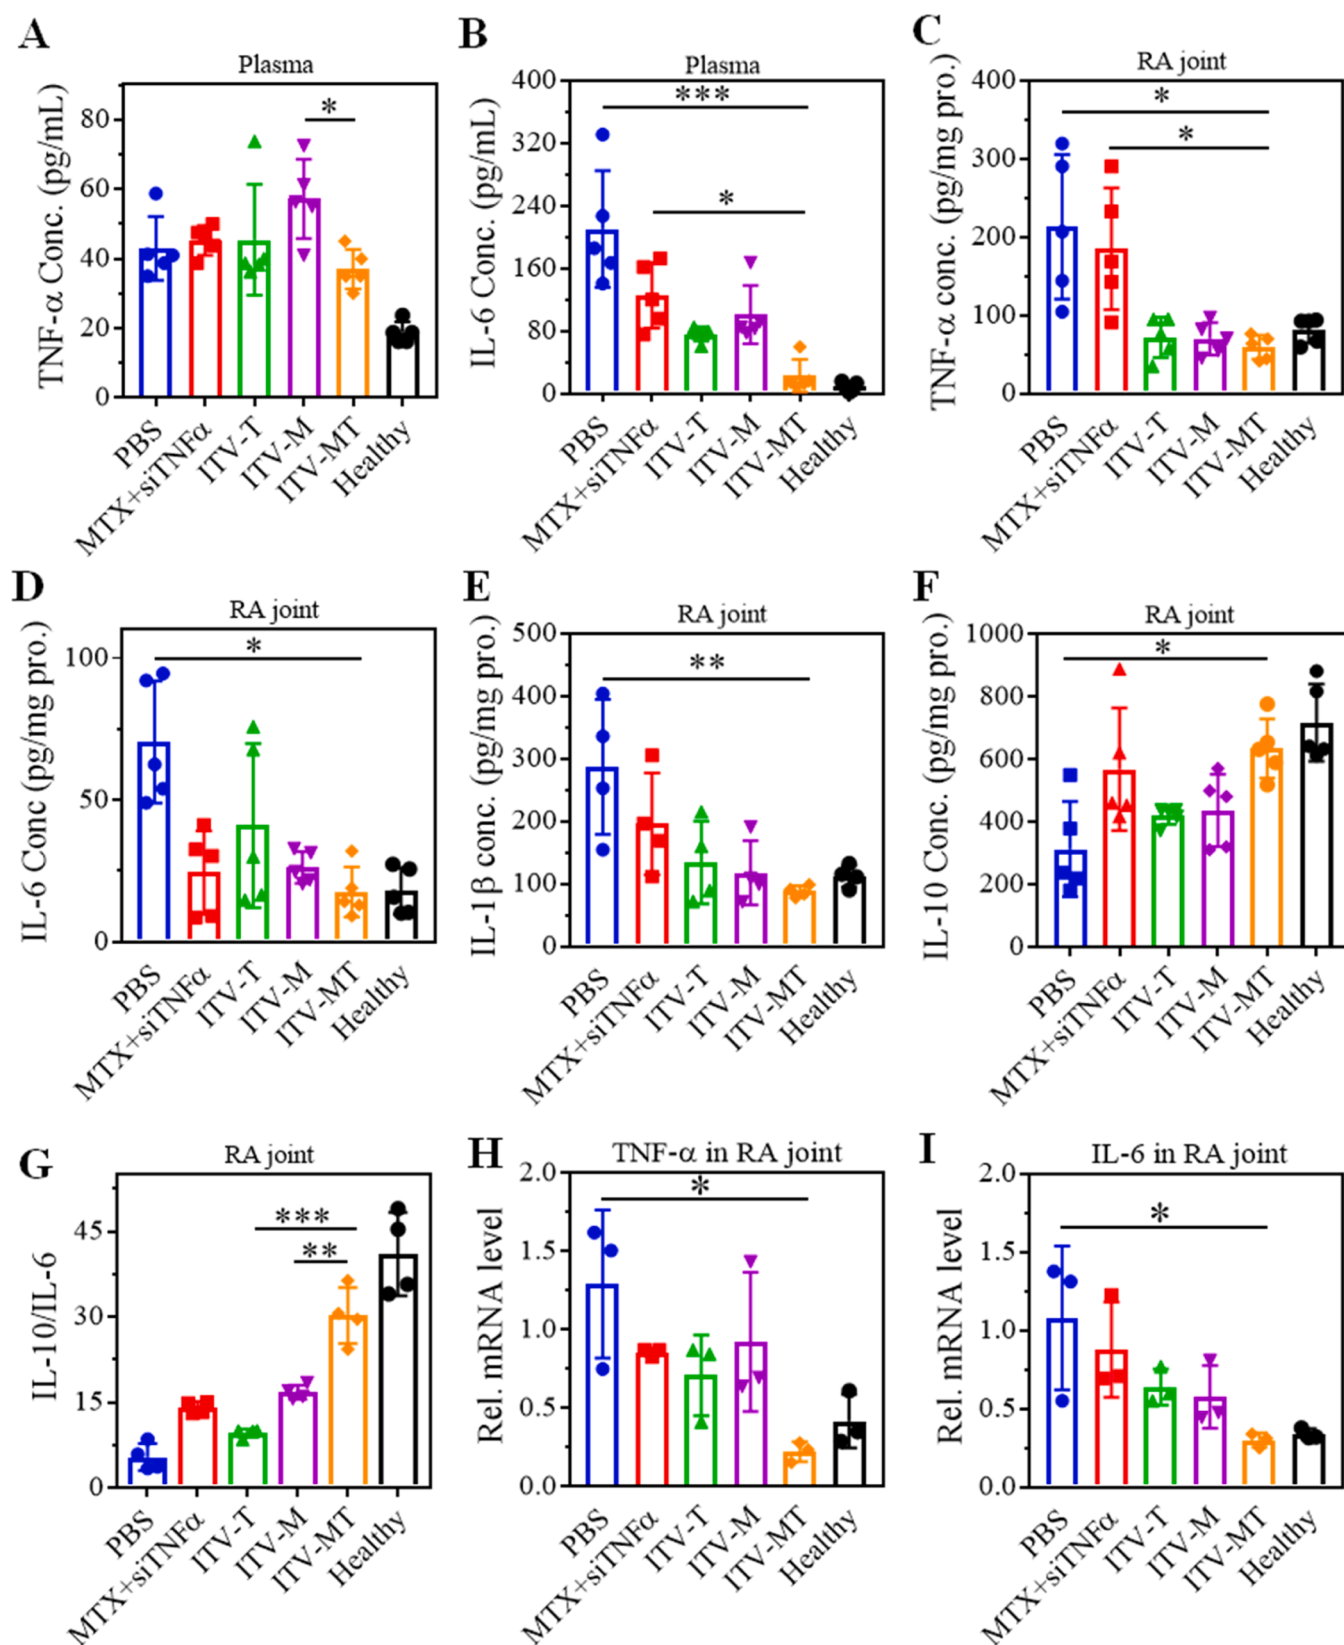 A
Plasma
TNF-α Conc. (pg/mL)
80
60
40
20
0
*
PBS
MTX+siTNFα
ITV-T
ITV-M
ITV-MT
Healthy
B
Plasma
IL-6 Conc. (pg/mL)
400
320
240
160
80
0
***
*
PBS
MTX+siTNFα
ITV-T
ITV-M
ITV-MT
Healthy
C
RA joint
TNF-α conc. (pg/mg pro.)
400
300
200
100
0
*
*
PBS
MTX+siTNFα
ITV-T
ITV-M
ITV-MT
Healthy
D
RA joint
IL-6 Conc (pg/mg pro.)
100
50
0
*
PBS
MTX+siTNFα
ITV-T
ITV-M
ITV-MT
Healthy
E
RA joint
IL-1β conc. (pg/mg pro.)
500
400
300
200
100
0
**
PBS
MTX+siTNFα
ITV-T
ITV-M
ITV-MT
Healthy
F
RA joint
IL-10 Conc. (pg/mg pro.)
1000
800
600
400
200
0
*
PBS
MTX+siTNFα
ITV-T
ITV-M
ITV-MT
Healthy
G
RA joint
IL-10/IL-6
45
30
15
0
***
**
PBS
MTX+siTNFα
ITV-T
ITV-M
ITV-MT
Healthy
H
TNF-α in RA joint
Rel. mRNA level
2.0
1.5
1.0
0.5
0.0
*
PBS
MTX+siTNFα
ITV-T
ITV-M
ITV-MT
Healthy
I
IL-6 in RA joint
Rel. mRNA level
2.0
1.5
1.0
0.5
0.0
*
PBS
MTX+siTNFα
ITV-T
ITV-M
ITV-MT
Healthy